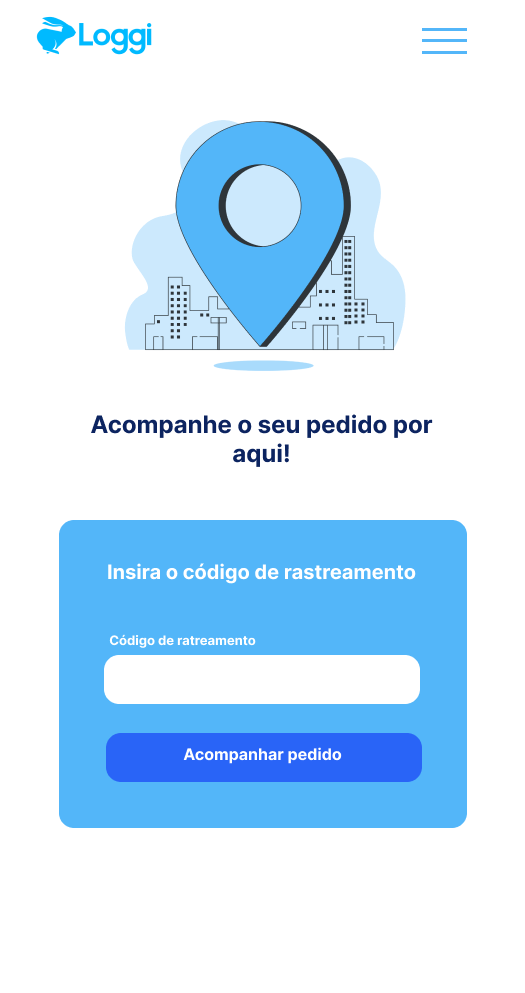 Loggi
Acompanhe o seu pedido por
aqui!
Insira o código de rastreamento
Código de ratreamento
Acompanhar pedido